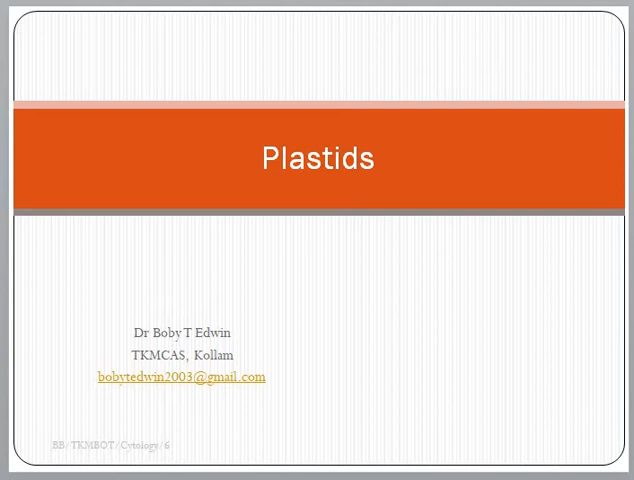 Plastids
Dr Boby T Edwin
TKMCAS, Kollam
bobytedwin2003@gmail.com
BB/TKMBOT/Cytology/6